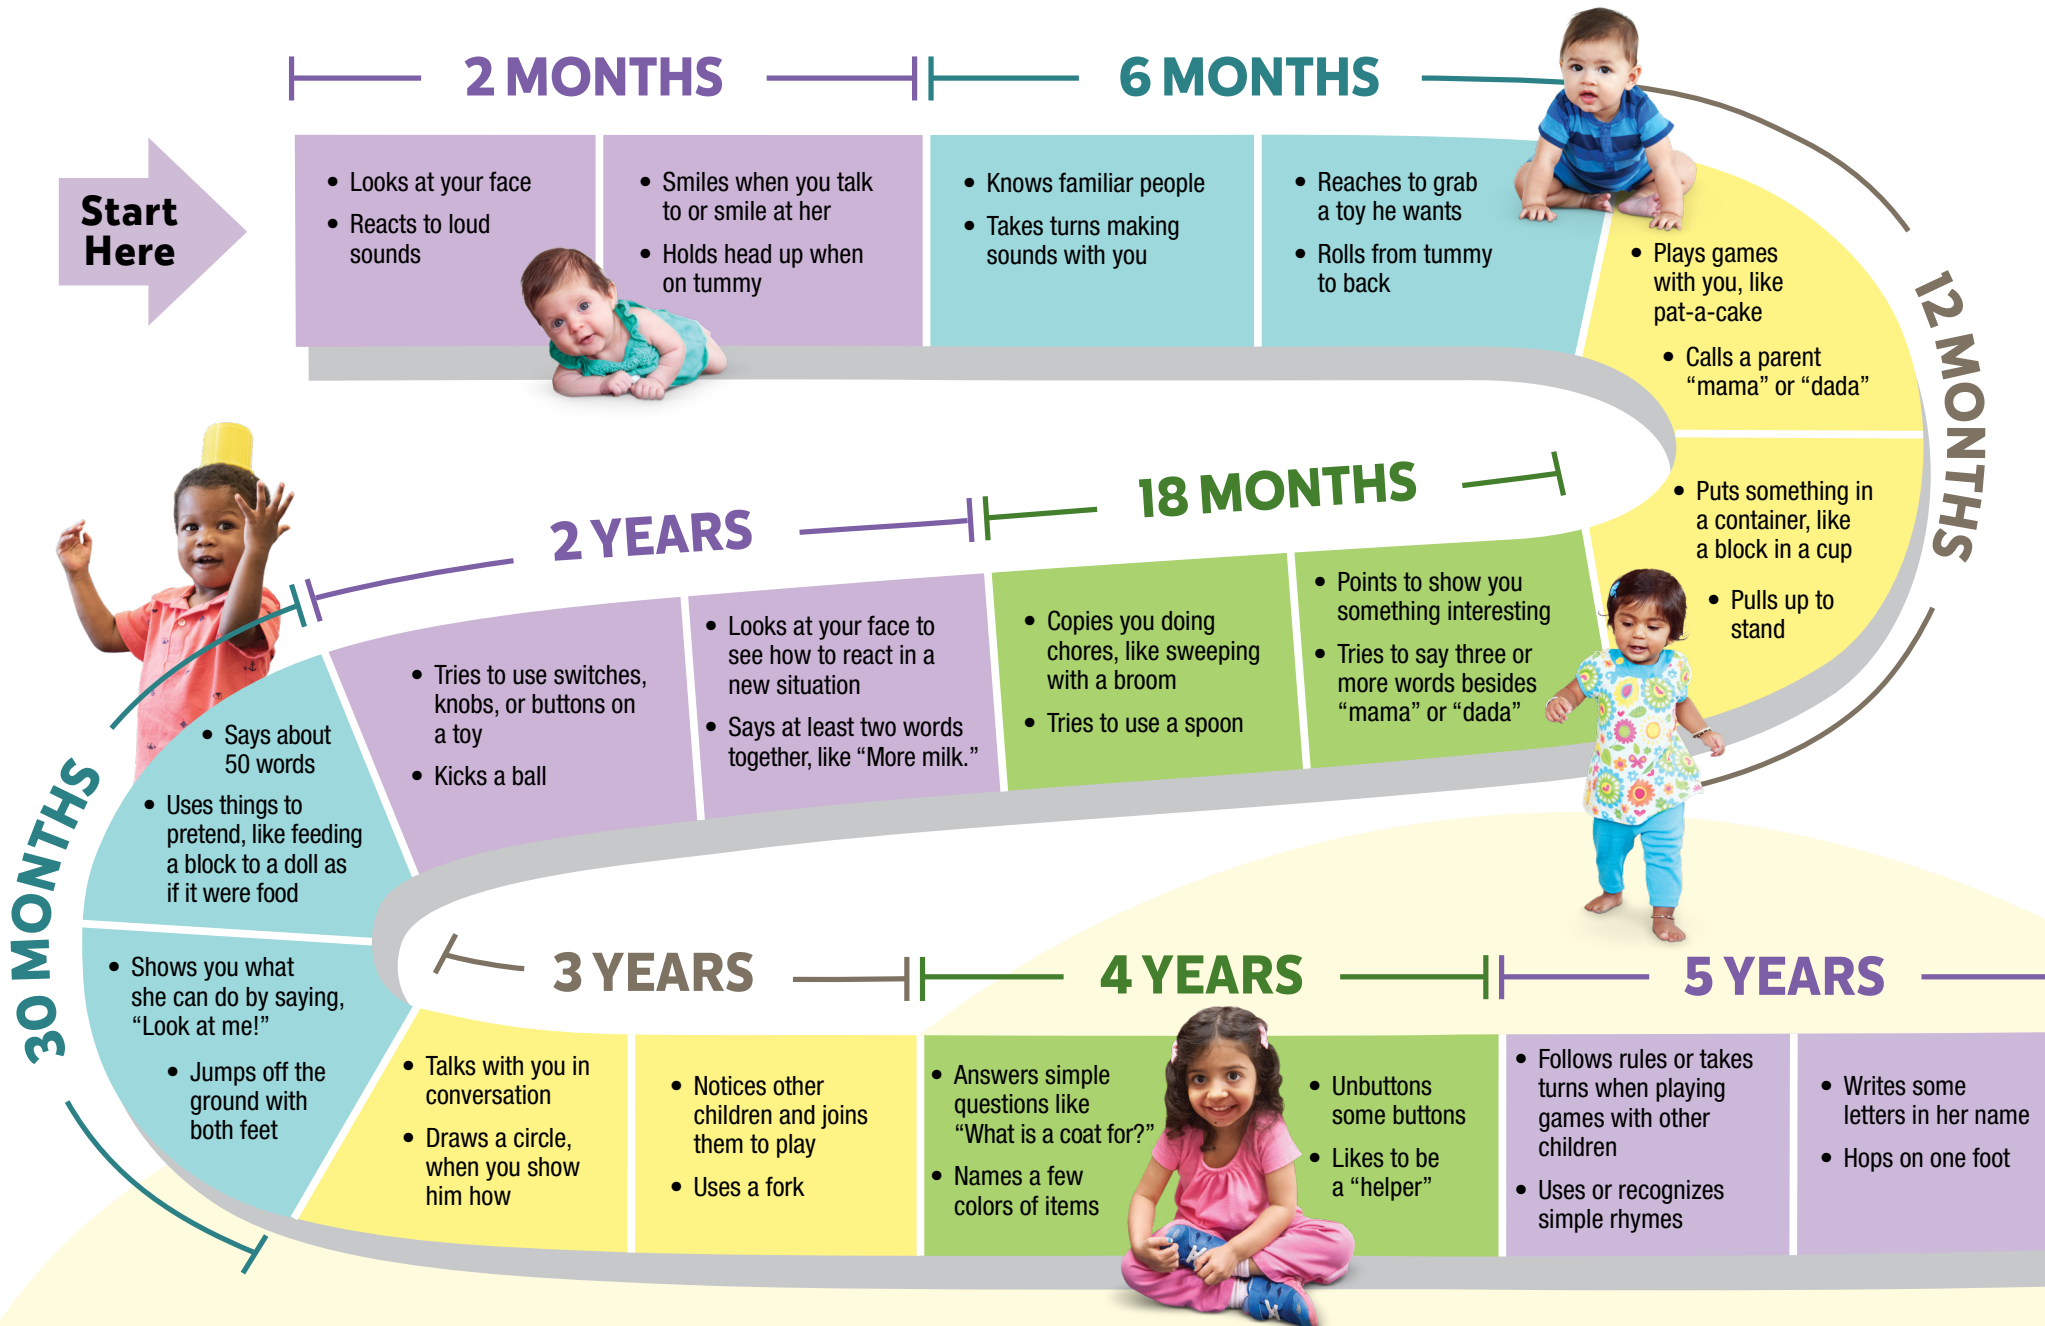 Start
Here
2 MONTHS
• Looks at your face
• Reacts to loud
sounds
• Smiles when you talk
to or smile at her
• Holds head up when
on tummy
6 MONTHS
• Knows familiar people
• Takes turns making
sounds with you
• Reaches to grab
a toy he wants
• Rolls from tummy
to back
12 MONTHS
• Plays games
with you, like
pat-a-cake
• Calls a parent
“mama” or “dada”
• Puts something in
a container, like
a block in a cup
• Pulls up to
stand
18 MONTHS
• Points to show you
something interesting
• Tries to say three or
more words besides
“mama” or “dada”
• Copies you doing
chores, like sweeping
with a broom
• Tries to use a spoon
2 YEARS
• Looks at your face to
see how to react in a
new situation
• Says at least two words
together, like “More milk.”
• Tries to use switches,
knobs, or buttons on
a toy
• Kicks a ball
30 MONTHS
• Says about
50 words
• Uses things to
pretend, like feeding
a block to a doll as
if it were food
• Shows you what
she can do by saying,
“Look at me!”
• Jumps off the
ground with
both feet
3 YEARS
• Talks with you in
conversation
• Draws a circle,
when you show
him how
• Notices other
children and joins
them to play
• Uses a fork
4 YEARS
• Answers simple
questions like
“What is a coat for?”
• Names a few
colors of items
• Unbuttons
some buttons
• Likes to be
a “helper”
5 YEARS
• Follows rules or takes
turns when playing
games with other
children
• Uses or recognizes
simple rhymes
• Writes some
letters in her name
• Hops on one foot